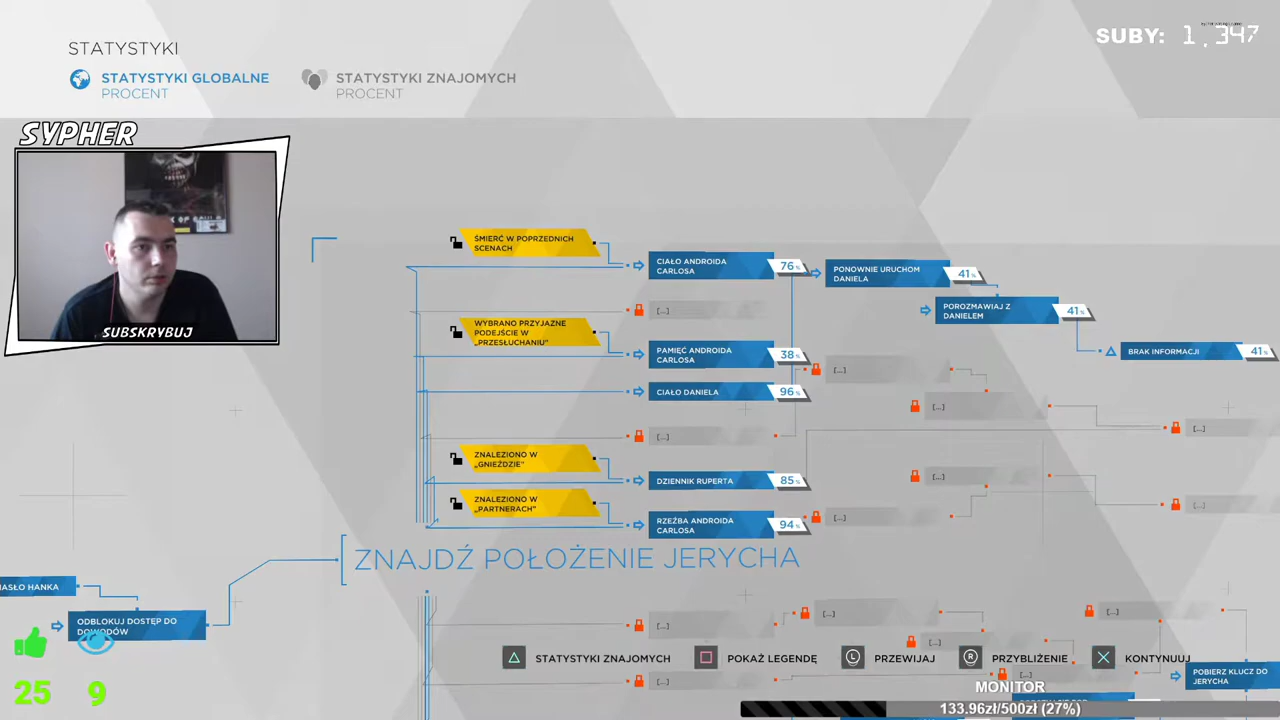 STATYSTYKI
STATYSTYKI GLOBALNE
PROCENT
STATYSTYKI ZNAJOMYCH
PROCENT
SUBY: 1,347
SYPHER
SUBSKRYBUJ
ŚMIERĆ W POPRZEDNICH
SCENACH
CIAŁO ANDROIDA
CARLOSA
76%
PONOWNIE URUCHOM
DANIELA
41%
[...]
POROZMAWIAJ Z
DANIELEM
41%
WYBRANO PRZYJAZNE
PODEJŚCIE W
„PRZESŁUCHANIU”
PAMIĘĆ ANDROIDA
CARLOSA
38%
BRAK INFORMACJI
41%
[...]
CIAŁO DANIELA
96%
[...]
[...]
[...]
ZNALEZIONO W
„GNIEŹDZIE”
DZIENNIK RUPERTA
85%
[...]
[...]
ZNALEZIONO W
„PARTNERACH”
RZEŹBA ANDROIDA
CARLOSA
94%
[...]
ZNAJDŹ POŁOŻENIE JERYCHA
HASŁO HANKA
ODBLOKUJ DOSTĘP DO
DOWODÓW
[...]
[...]
[...]
[...]
STATYSTYKI ZNAJOMYCH
POKAŻ LEGENDĘ
L
PRZEWIJAJ
R
PRZYBLIŻENIE
KONTYNUUJ
[...]
[...]
POBIERZ KLUCZ DO
JERYCHA
25
9
MONITOR
133.96zł/500zł (27%)